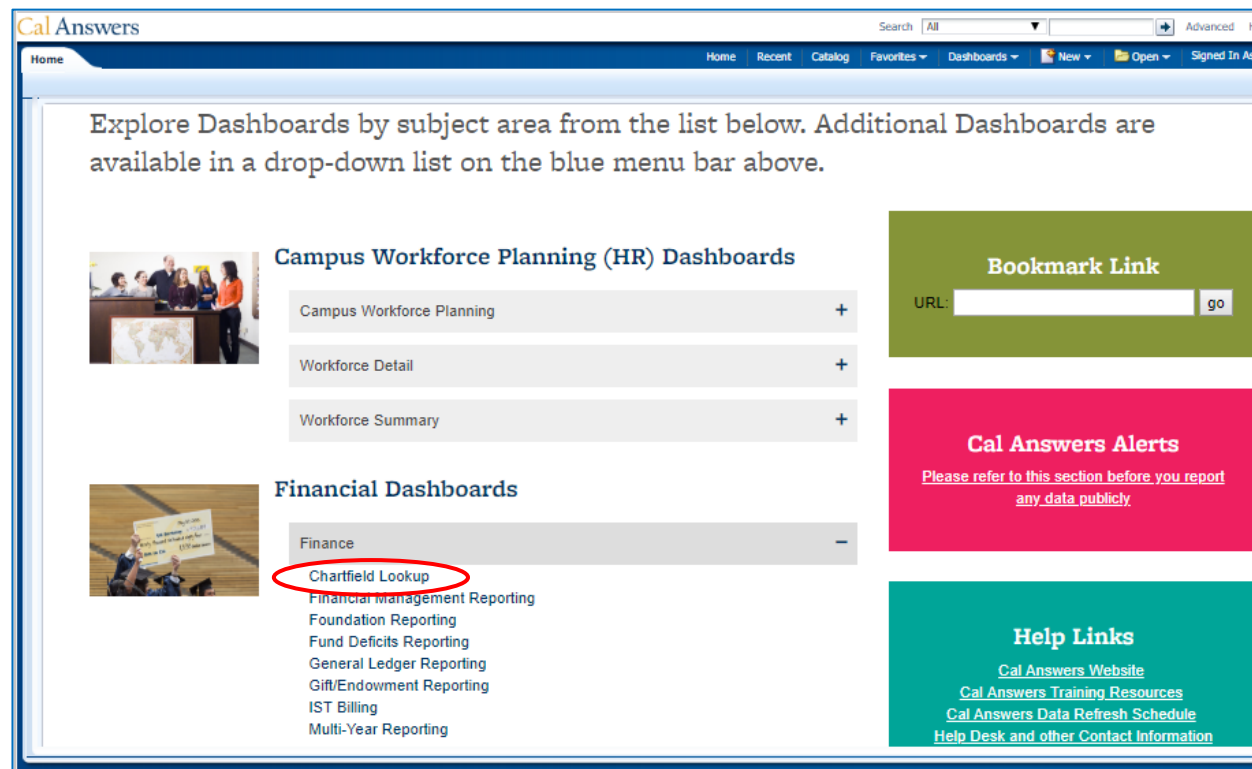 Cal Answers
Search All Advanced
Home
Home Recent Catalog Favorites Dashboards New Open Signed In As
Explore Dashboards by subject area from the list below. Additional Dashboards are
available in a drop-down list on the blue menu bar above.
Campus Workforce Planning (HR) Dashboards
Campus Workforce Planning +
Workforce Detail +
Workforce Summary +
Financial Dashboards
Finance −
Chartfield Lookup
Financial Management Reporting
Foundation Reporting
Fund Deficits Reporting
General Ledger Reporting
Gift/Endowment Reporting
IST Billing
Multi-Year Reporting
Bookmark Link
URL: go
Cal Answers Alerts
Please refer to this section before you report
any data publicly
Help Links
Cal Answers Website
Cal Answers Training Resources
Cal Answers Data Refresh Schedule
Help Desk and other Contact Information